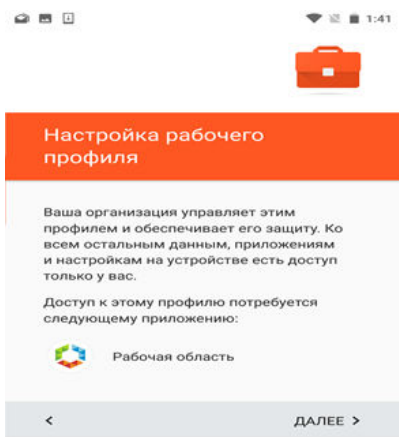 1:41
Настройка рабочего
профиля
Ваша организация управляет этим
профилем и обеспечивает его защиту. Ко
всем остальным данным, приложениям
и настройкам на устройстве есть доступ
только у вас.
Доступ к этому профилю потребуется
следующему приложению:
Рабочая область
ДАЛЕЕ